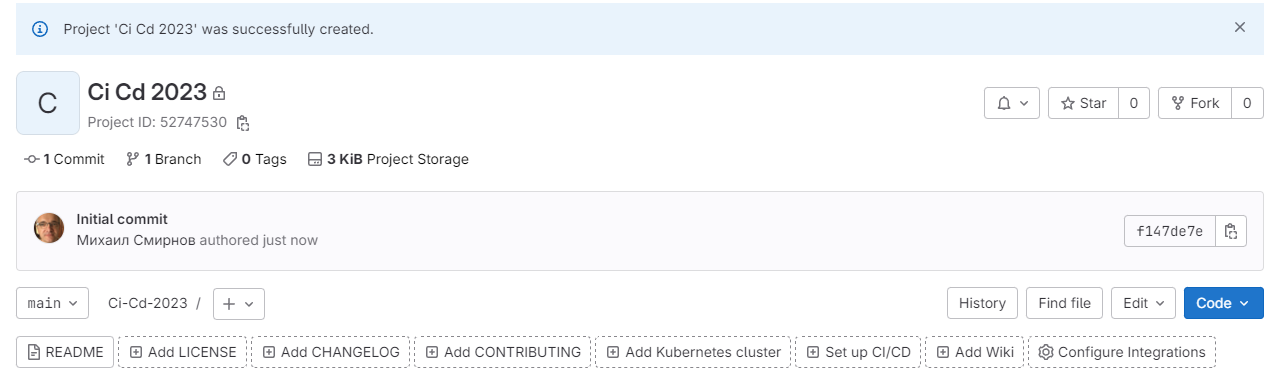 Project 'Ci Cd 2023' was successfully created.
C
Ci Cd 2023
Project ID: 52747530
Star 0 Fork 0
1 Commit 1 Branch 0 Tags 3 KiB Project Storage
Initial commit
Михаил Смирнов authored just now
f147de7e
main Ci-Cd-2023 / + History Find file Edit Code
README Add LICENSE Add CHANGELOG Add CONTRIBUTING Add Kubernetes cluster Set up CI/CD Add Wiki Configure Integrations